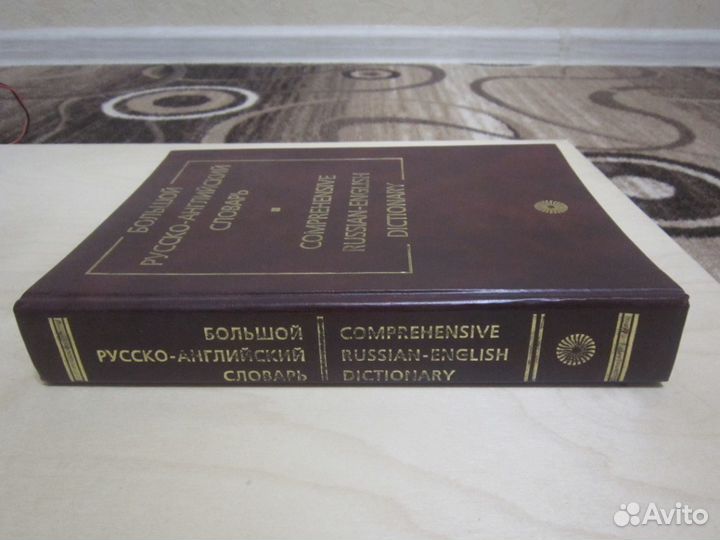 БОЛЬШОЙ
РУССКО-АНГЛИЙСКИЙ
СЛОВАРЬ
COMPREHENSIVE
RUSSIAN-ENGLISH
DICTIONARY
БОЛЬШОЙ
РУССКО-АНГЛИЙСКИЙ
СЛОВАРЬ
COMPREHENSIVE
RUSSIAN-ENGLISH
DICTIONARY
Avito